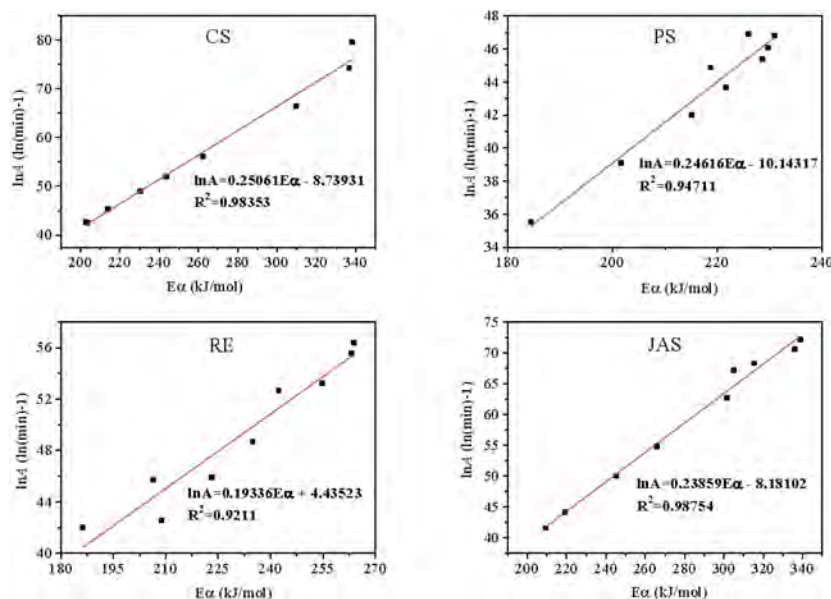 CS
80
70
60
50
40
lnA (ln(min)-1)
lnA=0.25061Eα - 8.73931
R²=0.98353
200 220 240 260 280 300 320 340
Eα (kJ/mol)
PS
48
46
44
42
40
38
36
34
lnA (ln(min)-1)
lnA=0.24616Eα - 10.14317
R²=0.94711
180 200 220 240
Eα (kJ/mol)
RE
56
52
48
44
40
lnA (ln(min)-1)
lnA=0.19336Eα + 4.43523
R²=0.9211
180 195 210 225 240 255 270
Eα (kJ/mol)
JAS
75
70
65
60
55
50
45
40
lnA (ln(min)-1)
lnA=0.23859Eα - 8.18102
R²=0.98754
200 220 240 260 280 300 320 340
Eα (kJ/mol)